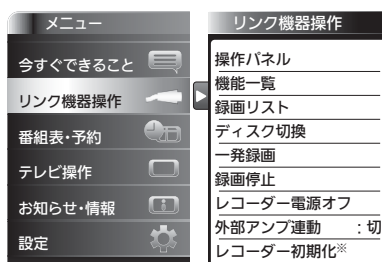 メニュー
今すぐできること
リンク機器操作
番組表･予約
テレビ操作
お知らせ･情報
設定
リンク機器操作
操作パネル
機能一覧
録画リスト
ディスク切換
一発録画
録画停止
レコーダー電源オフ
外部アンプ連動 :切
レコーダー初期化※